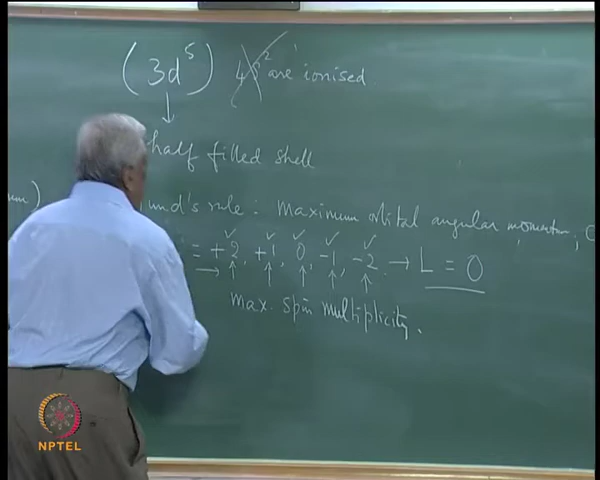 (3d⁵) 4s² are ionised
↓
half filled shell
um) und's rule : Maximum orbital angular momentum,
= +2, +1, 0, -1, -2 → L = 0
max. spin multiplicity.
NPTEL